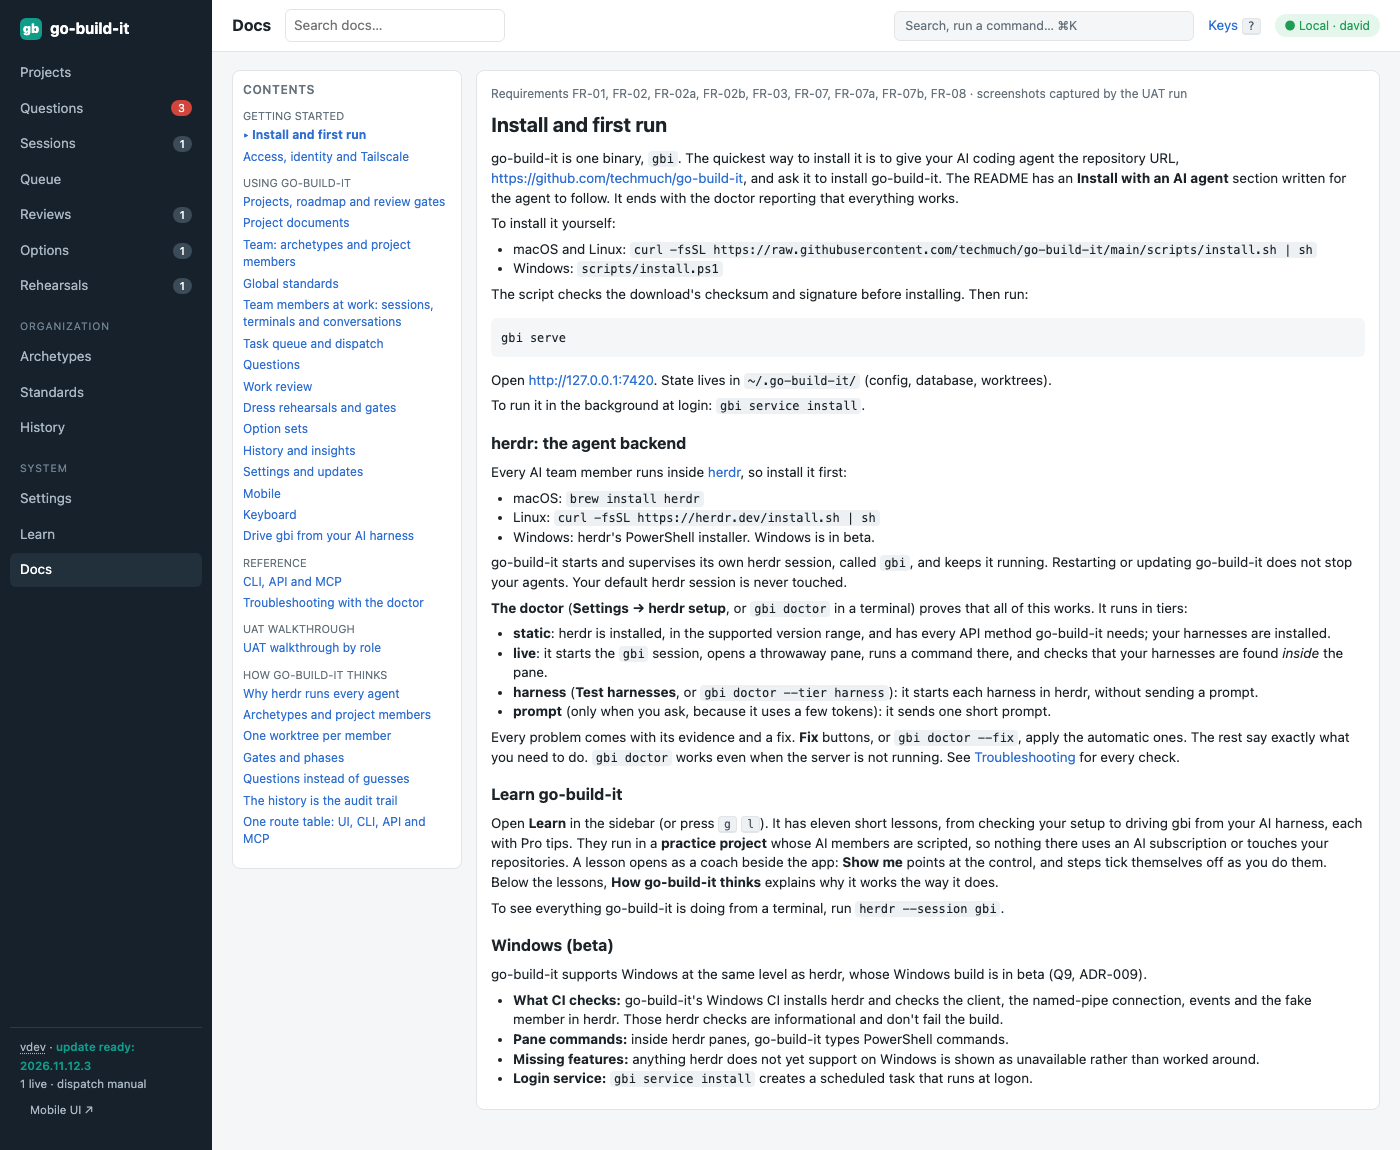 gb go-build-it
Projects
Questions 3
Sessions 1
Queue
Reviews 1
Options 1
Rehearsals 1
ORGANIZATION
Archetypes
Standards
History
SYSTEM
Settings
Learn
Docs
vdev · update ready:
2026.11.12.3
1 live · dispatch manual
Mobile UI ↗
Docs
Search docs...
Search, run a command... ⌘K
Keys ?
Local · david
CONTENTS
GETTING STARTED
▸ Install and first run
Access, identity and Tailscale
USING GO-BUILD-IT
Projects, roadmap and review gates
Project documents
Team: archetypes and project
members
Global standards
Team members at work: sessions,
terminals and conversations
Task queue and dispatch
Questions
Work review
Dress rehearsals and gates
Option sets
History and insights
Settings and updates
Mobile
Keyboard
Drive gbi from your AI harness
REFERENCE
CLI, API and MCP
Troubleshooting with the doctor
UAT WALKTHROUGH
UAT walkthrough by role
HOW GO-BUILD-IT THINKS
Why herdr runs every agent
Archetypes and project members
One worktree per member
Gates and phases
Questions instead of guesses
The history is the audit trail
One route table: UI, CLI, API and
MCP
Requirements FR-01, FR-02, FR-02a, FR-02b, FR-03, FR-07, FR-07a, FR-07b, FR-08 · screenshots captured by the UAT run
Install and first run
go-build-it is one binary, gbi. The quickest way to install it is to give your AI coding agent the repository URL,
https://github.com/techmuch/go-build-it, and ask it to install go-build-it. The README has an Install with an AI agent section written for
the agent to follow. It ends with the doctor reporting that everything works.
To install it yourself:
• macOS and Linux: curl -fsSL https://raw.githubusercontent.com/techmuch/go-build-it/main/scripts/install.sh | sh
• Windows: scripts/install.ps1
The script checks the download's checksum and signature before installing. Then run:
gbi serve
Open http://127.0.0.1:7420. State lives in ~/.go-build-it/ (config, database, worktrees).
To run it in the background at login: gbi service install.
herdr: the agent backend
Every AI team member runs inside herdr, so install it first:
• macOS: brew install herdr
• Linux: curl -fsSL https://herdr.dev/install.sh | sh
• Windows: herdr's PowerShell installer. Windows is in beta.
go-build-it starts and supervises its own herdr session, called gbi, and keeps it running. Restarting or updating go-build-it does not stop
your agents. Your default herdr session is never touched.
The doctor (Settings → herdr setup, or gbi doctor in a terminal) proves that all of this works. It runs in tiers:
• static: herdr is installed, in the supported version range, and has every API method go-build-it needs; your harnesses are installed.
• live: it starts the gbi session, opens a throwaway pane, runs a command there, and checks that your harnesses are found inside the
pane.
• harness (Test harnesses, or gbi doctor --tier harness): it starts each harness in herdr, without sending a prompt.
• prompt (only when you ask, because it uses a few tokens): it sends one short prompt.
Every problem comes with its evidence and a fix. Fix buttons, or gbi doctor --fix, apply the automatic ones. The rest say exactly what
you need to do. gbi doctor works even when the server is not running. See Troubleshooting for every check.
Learn go-build-it
Open Learn in the sidebar (or press g l). It has eleven short lessons, from checking your setup to driving gbi from your AI harness, each
with Pro tips. They run in a practice project whose AI members are scripted, so nothing there uses an AI subscription or touches your
repositories. A lesson opens as a coach beside the app: Show me points at the control, and steps tick themselves off as you do them.
Below the lessons, How go-build-it thinks explains why it works the way it does.
To see everything go-build-it is doing from a terminal, run herdr --session gbi.
Windows (beta)
go-build-it supports Windows at the same level as herdr, whose Windows build is in beta (Q9, ADR-009).
• What CI checks: go-build-it's Windows CI installs herdr and checks the client, the named-pipe connection, events and the fake
member in herdr. Those herdr checks are informational and don't fail the build.
• Pane commands: inside herdr panes, go-build-it types PowerShell commands.
• Missing features: anything herdr does not yet support on Windows is shown as unavailable rather than worked around.
• Login service: gbi service install creates a scheduled task that runs at logon.